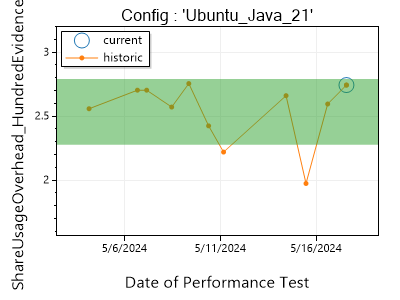 Config : 'Ubuntu_Java_21'
ShareUsageOverhead_HundredEvidence
current
historic
3
2.5
2
5/6/2024
5/11/2024
5/16/2024
Date of Performance Test